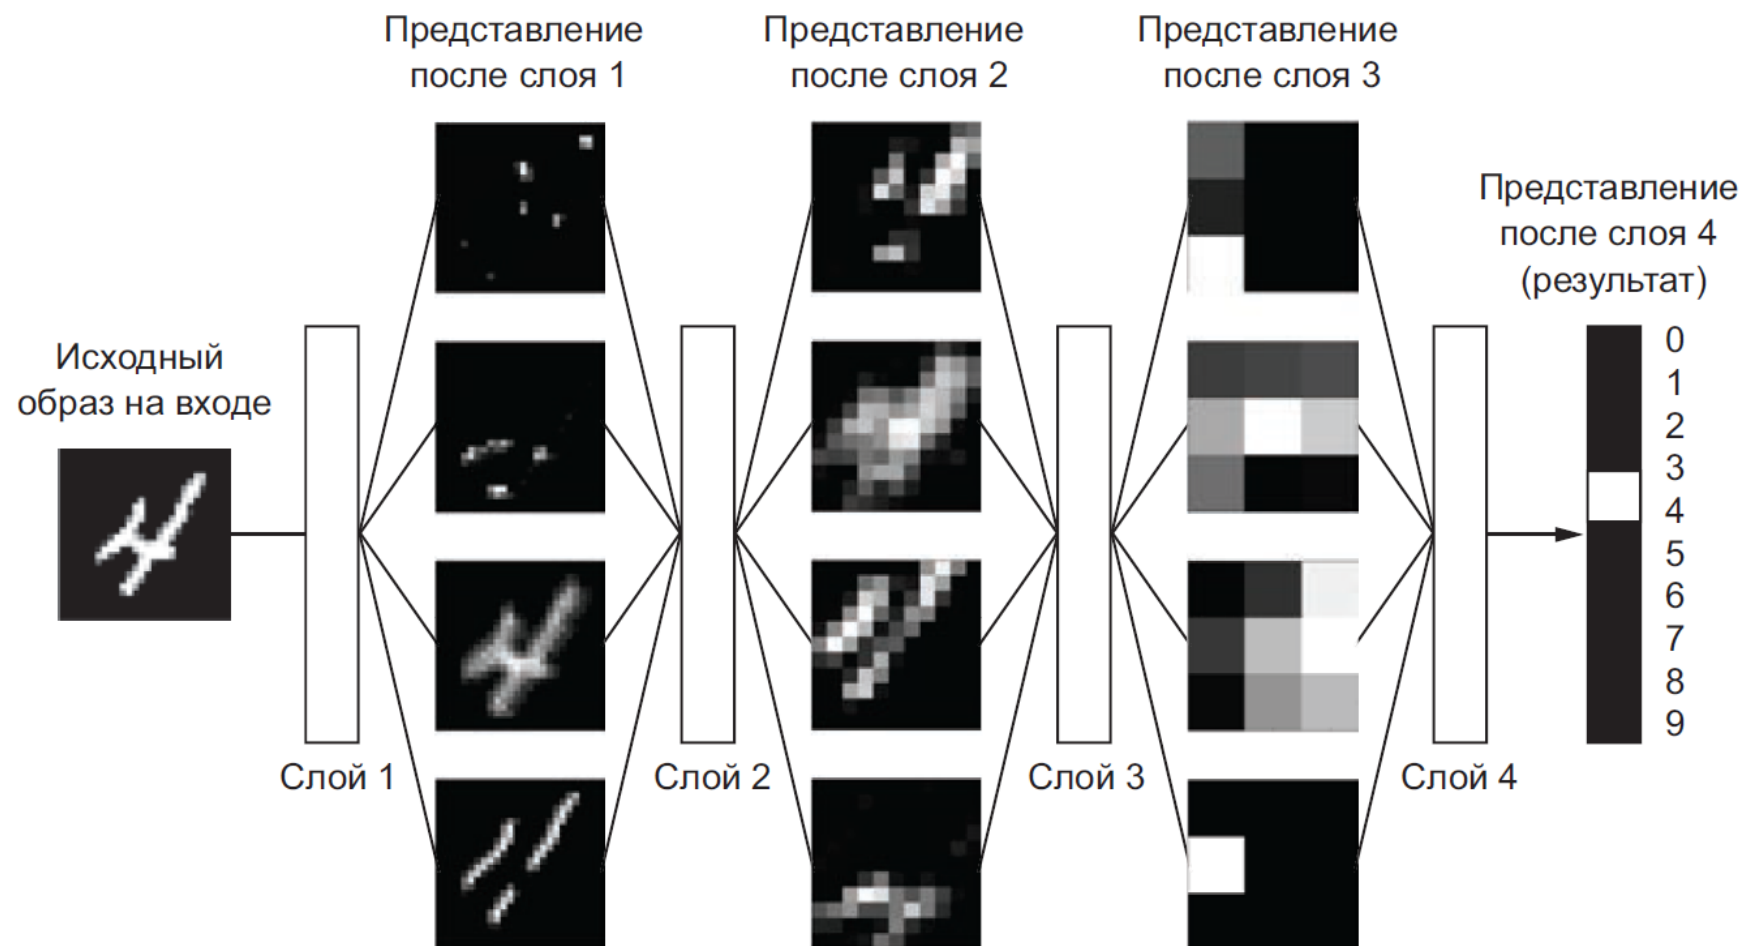 Представление
после слоя 1
Представление
после слоя 2
Представление
после слоя 3
Представление
после слоя 4
(результат)
Исходный
образ на входе
0
1
2
3
4
5
6
7
8
9
Слой 1
Слой 2
Слой 3
Слой 4